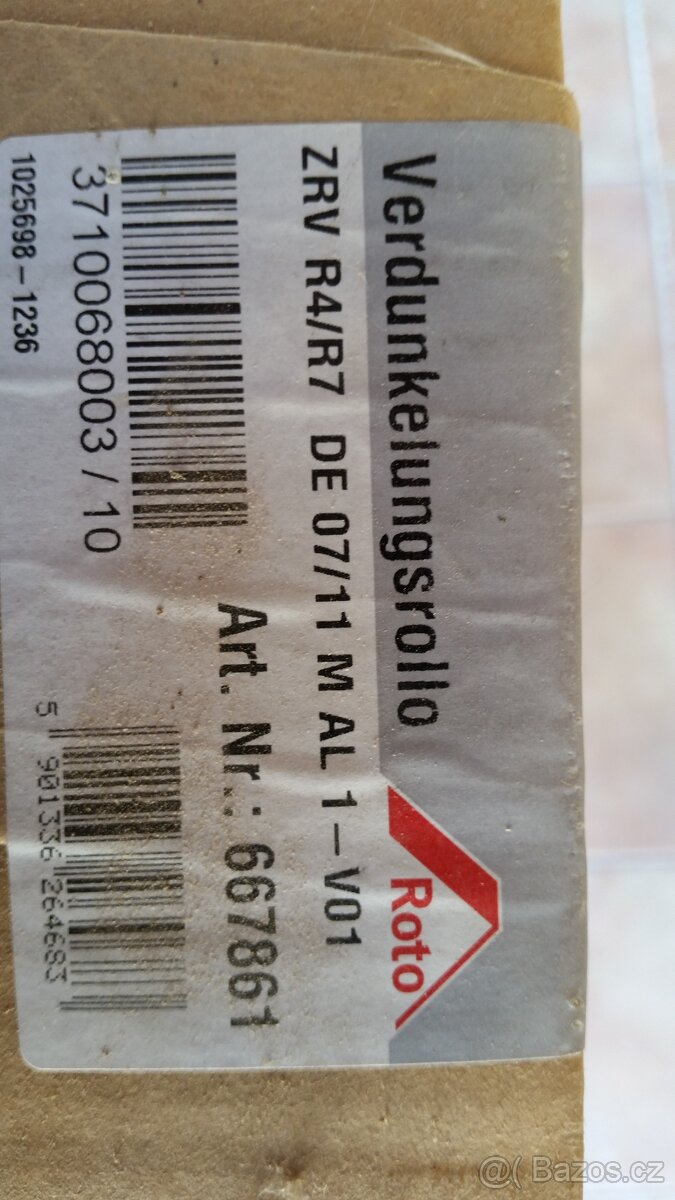 Verdunkelungsrollo
Roto
ZRV R4/R7 DE 07/11 M AL 1-V01
Art. Nr.: 667861
3710068003 / 10
5 901336 264683
1025698-1236
@( Bazos.cz